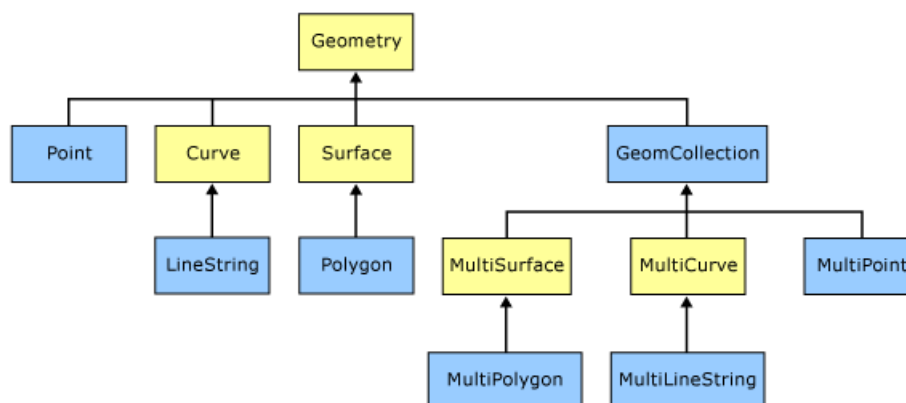 Geometry
Point
Curve
Surface
GeomCollection
LineString
Polygon
MultiSurface
MultiCurve
MultiPoint
MultiPolygon
MultiLineString